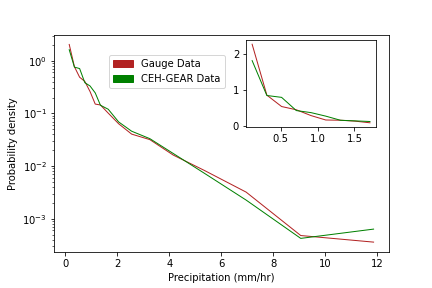 Gauge Data
CEH-GEAR Data
2
1
0
0.5 1.0 1.5
10⁰
10⁻¹
10⁻²
10⁻³
Probability density
0 2 4 6 8 10 12
Precipitation (mm/hr)